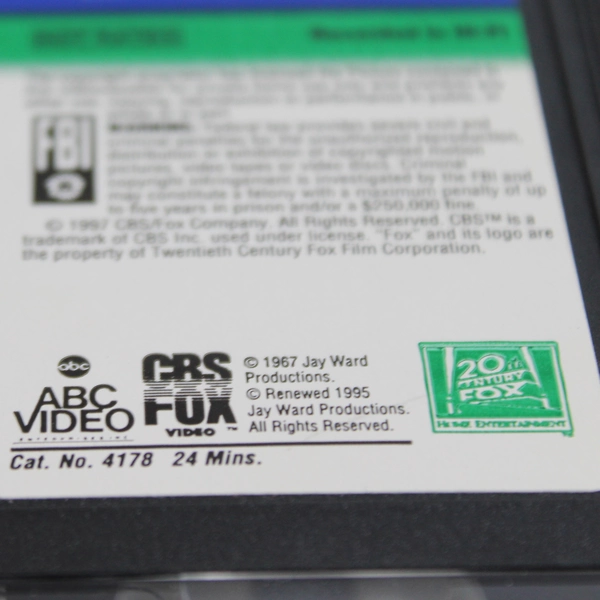 Recorded in Hi-Fi
WARNING: Federal law provides severe civil and
FBI criminal penalties for the unauthorized reproduction,
distribution or exhibition of copyrighted motion
pictures, video tapes or video discs. Criminal
copyright infringement is investigated by the FBI and
may constitute a felony with a maximum penalty of up
to five years in prison and/or a $250,000 fine.
© 1997 CBS/Fox Company. All Rights Reserved. CBS™ is a
trademark of CBS Inc. used under license. "Fox" and its logo are
the property of Twentieth Century Fox Film Corporation.
abc
ABC
VIDEO
CBS
FOX
VIDEO ™
© 1967 Jay Ward
Productions.
© Renewed 1995
Jay Ward Productions.
All Rights Reserved.
20th
CENTURY
FOX
HOME ENTERTAINMENT
Cat. No. 4178 24 Mins.